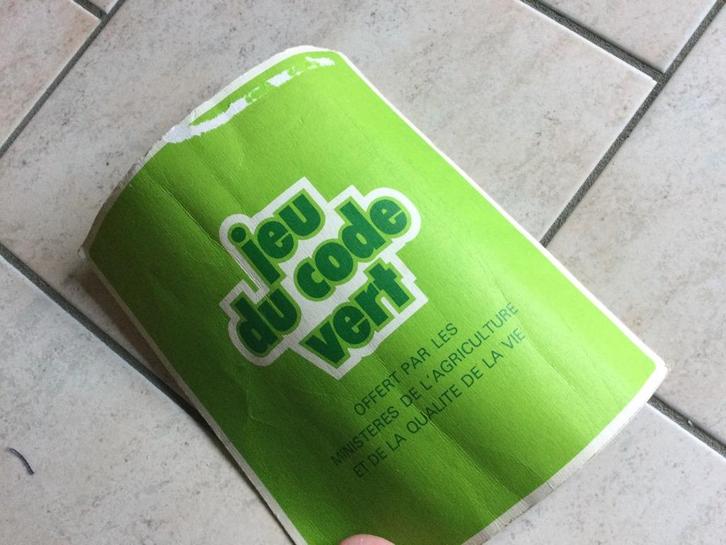 jeu
du code
vert
OFFERT PAR LES
MINISTERES DE L'AGRICULTURE
ET DE LA QUALITE DE LA VIE